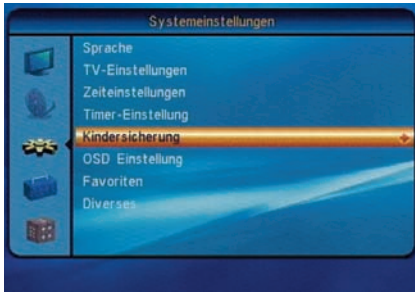 Systemeinstellungen
Sprache
TV-Einstellungen
Zeiteinstellungen
Timer-Einstellung
Kindersicherung
OSD Einstellung
Favoriten
Diverses